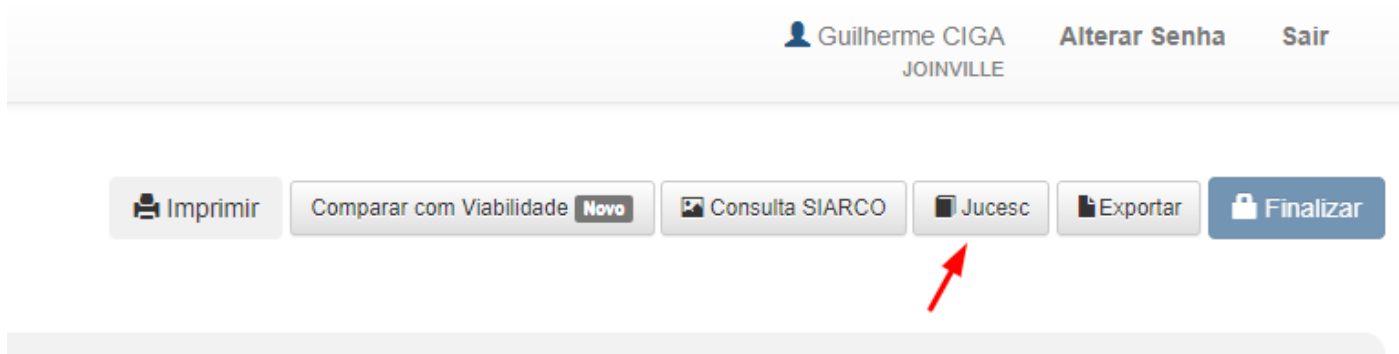 Guilherme CIGA Alterar Senha Sair
JOINVILLE
Imprimir Comparar com Viabilidade Novo Consulta SIARCO Jucesc Exportar Finalizar